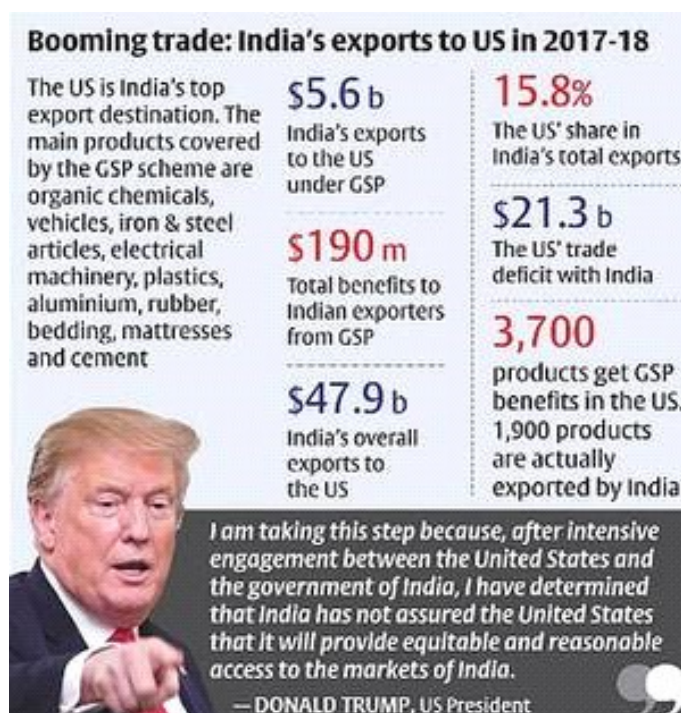 Booming trade: India's exports to US in 2017-18
The US is India's top
export destination. The
main products covered
by the GSP scheme are
organic chemicals,
vehicles, iron & steel
articles, electrical
machinery, plastics,
aluminium, rubber,
bedding, mattresses
and cement
$5.6 b
India's exports
to the US
under GSP
$190 m
Total benefits to
Indian exporters
from GSP
$47.9 b
India's overall
exports to
the US
15.8%
The US' share in
India's total exports
$21.3 b
The US' trade
deficit with India
3,700
products get GSP
benefits in the US.
1,900 products
are actually
exported by India
I am taking this step because, after intensive
engagement between the United States and
the government of India, I have determined
that India has not assured the United States
that it will provide equitable and reasonable
access to the markets of India.
— DONALD TRUMP, US President